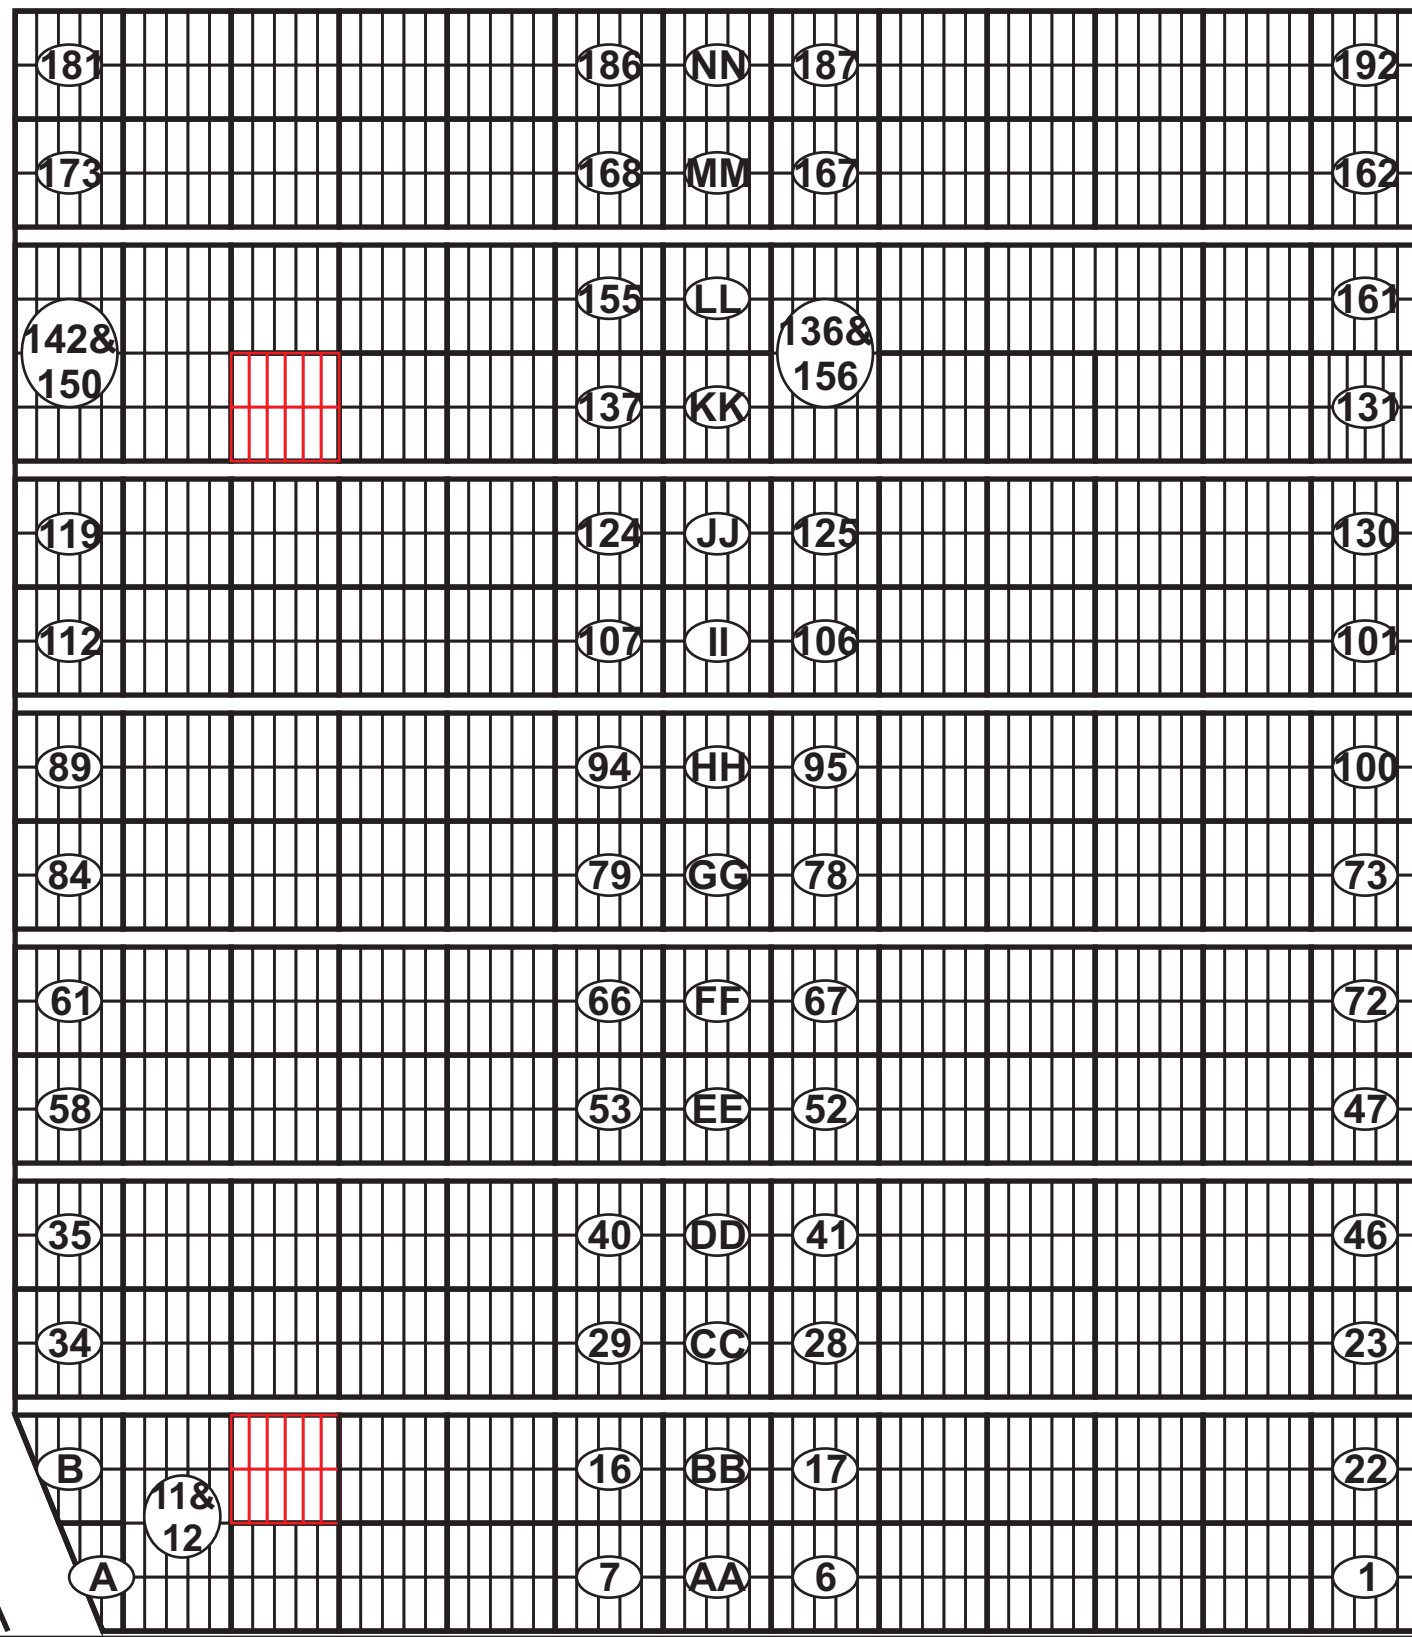 181 186 NN 187 192
173 168 MM 167 162
155 LL 161
142&
150
136&
156
137 KK 131
119 124 JJ 125 130
112 107 II 106 101
89 94 HH 95 100
84 79 GG 78 73
61 66 FF 67 72
58 53 EE 52 47
35 40 DD 41 46
34 29 CC 28 23
B 16 BB 17 22
11&
12
A 7 AA 6 1